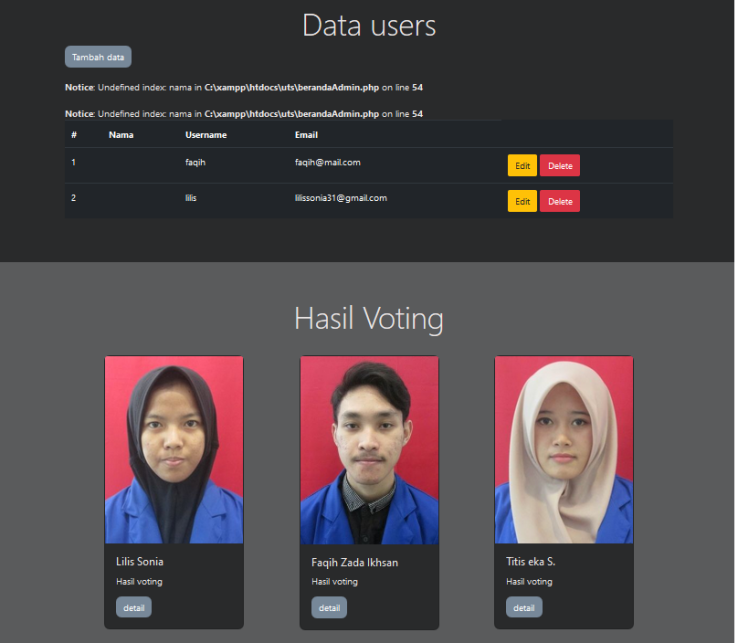 Data users
Tambah data
Notice: Undefined index: nama in C:\xampp\htdocs\uts\berandaAdmin.php on line 54
Notice: Undefined index: nama in C:\xampp\htdocs\uts\berandaAdmin.php on line 54
# Nama Username Email
1 faqih faqih@mail.com Edit Delete
2 lilis lilissonia31@gmail.com Edit Delete
Hasil Voting
Lilis Sonia Faqih Zada Ikhsan Titis eka S.
Hasil voting Hasil voting Hasil voting
detail detail detail